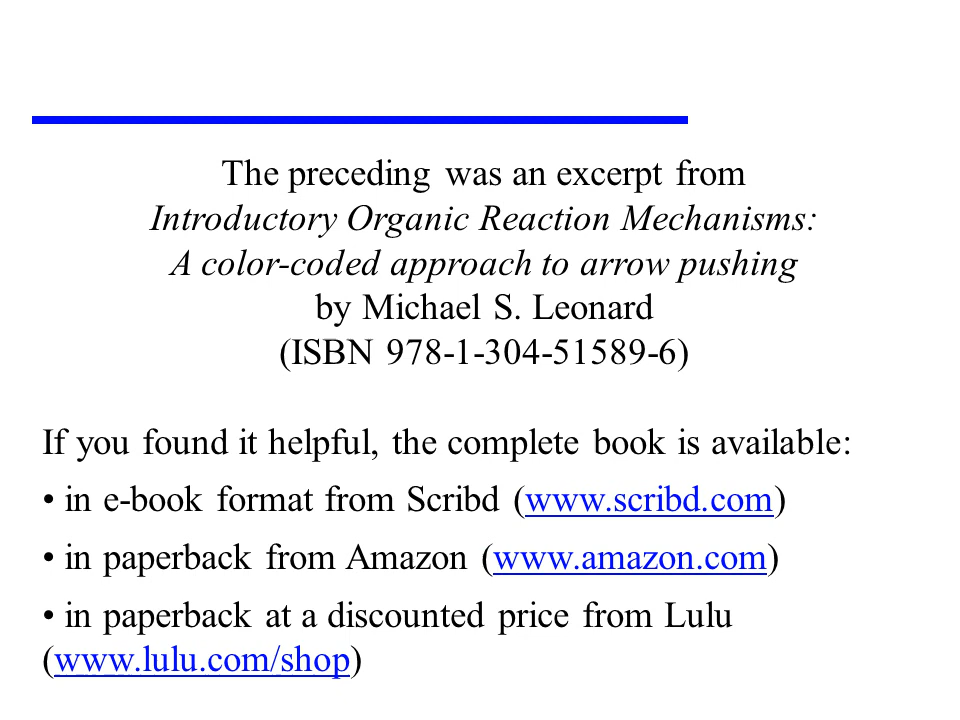 The preceding was an excerpt from
Introductory Organic Reaction Mechanisms:
A color-coded approach to arrow pushing
by Michael S. Leonard
(ISBN 978-1-304-51589-6)
If you found it helpful, the complete book is available:
• in e-book format from Scribd (www.scribd.com)
• in paperback from Amazon (www.amazon.com)
• in paperback at a discounted price from Lulu
(www.lulu.com/shop)